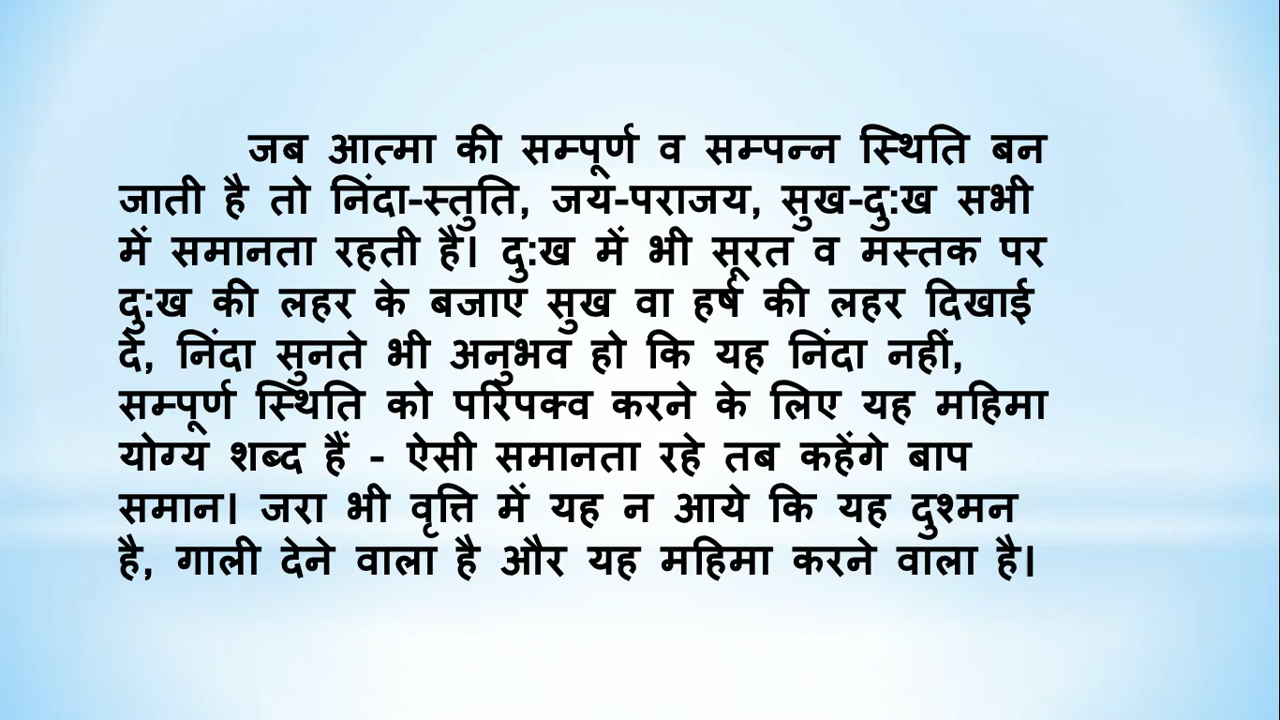 जब आत्मा की सम्पूर्ण व सम्पन्न स्थिति बन
जाती है तो निंदा-स्तुति, जय-पराजय, सुख-दु:ख सभी
में समानता रहती है। दु:ख में भी सूरत व मस्तक पर
दु:ख की लहर के बजाए सुख वा हर्ष की लहर दिखाई
दे, निंदा सुनते भी अनुभव हो कि यह निंदा नहीं,
सम्पूर्ण स्थिति को परिपक्व करने के लिए यह महिमा
योग्य शब्द हैं - ऐसी समानता रहे तब कहेंगे बाप
समान। जरा भी वृत्ति में यह न आये कि यह दुश्मन
है, गाली देने वाला है और यह महिमा करने वाला है।